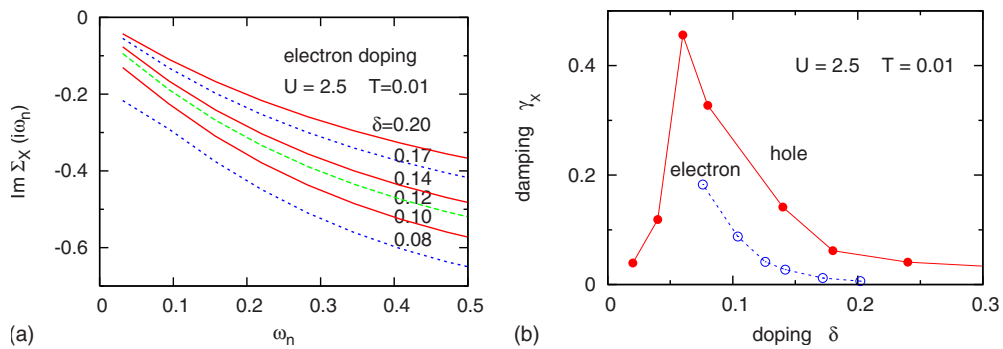 0
-0.2
-0.4
-0.6
0
0.1
0.2
0.3
0.4
0.5
Im Σ_X (iω_n)
ω_n
electron doping
U = 2.5 T=0.01
δ=0.20
0.17
0.14
0.12
0.10
0.08
(a)
0.4
0.2
0
0.1
0.2
0.3
damping γ_X
doping δ
U = 2.5 T = 0.01
hole
electron
(b)